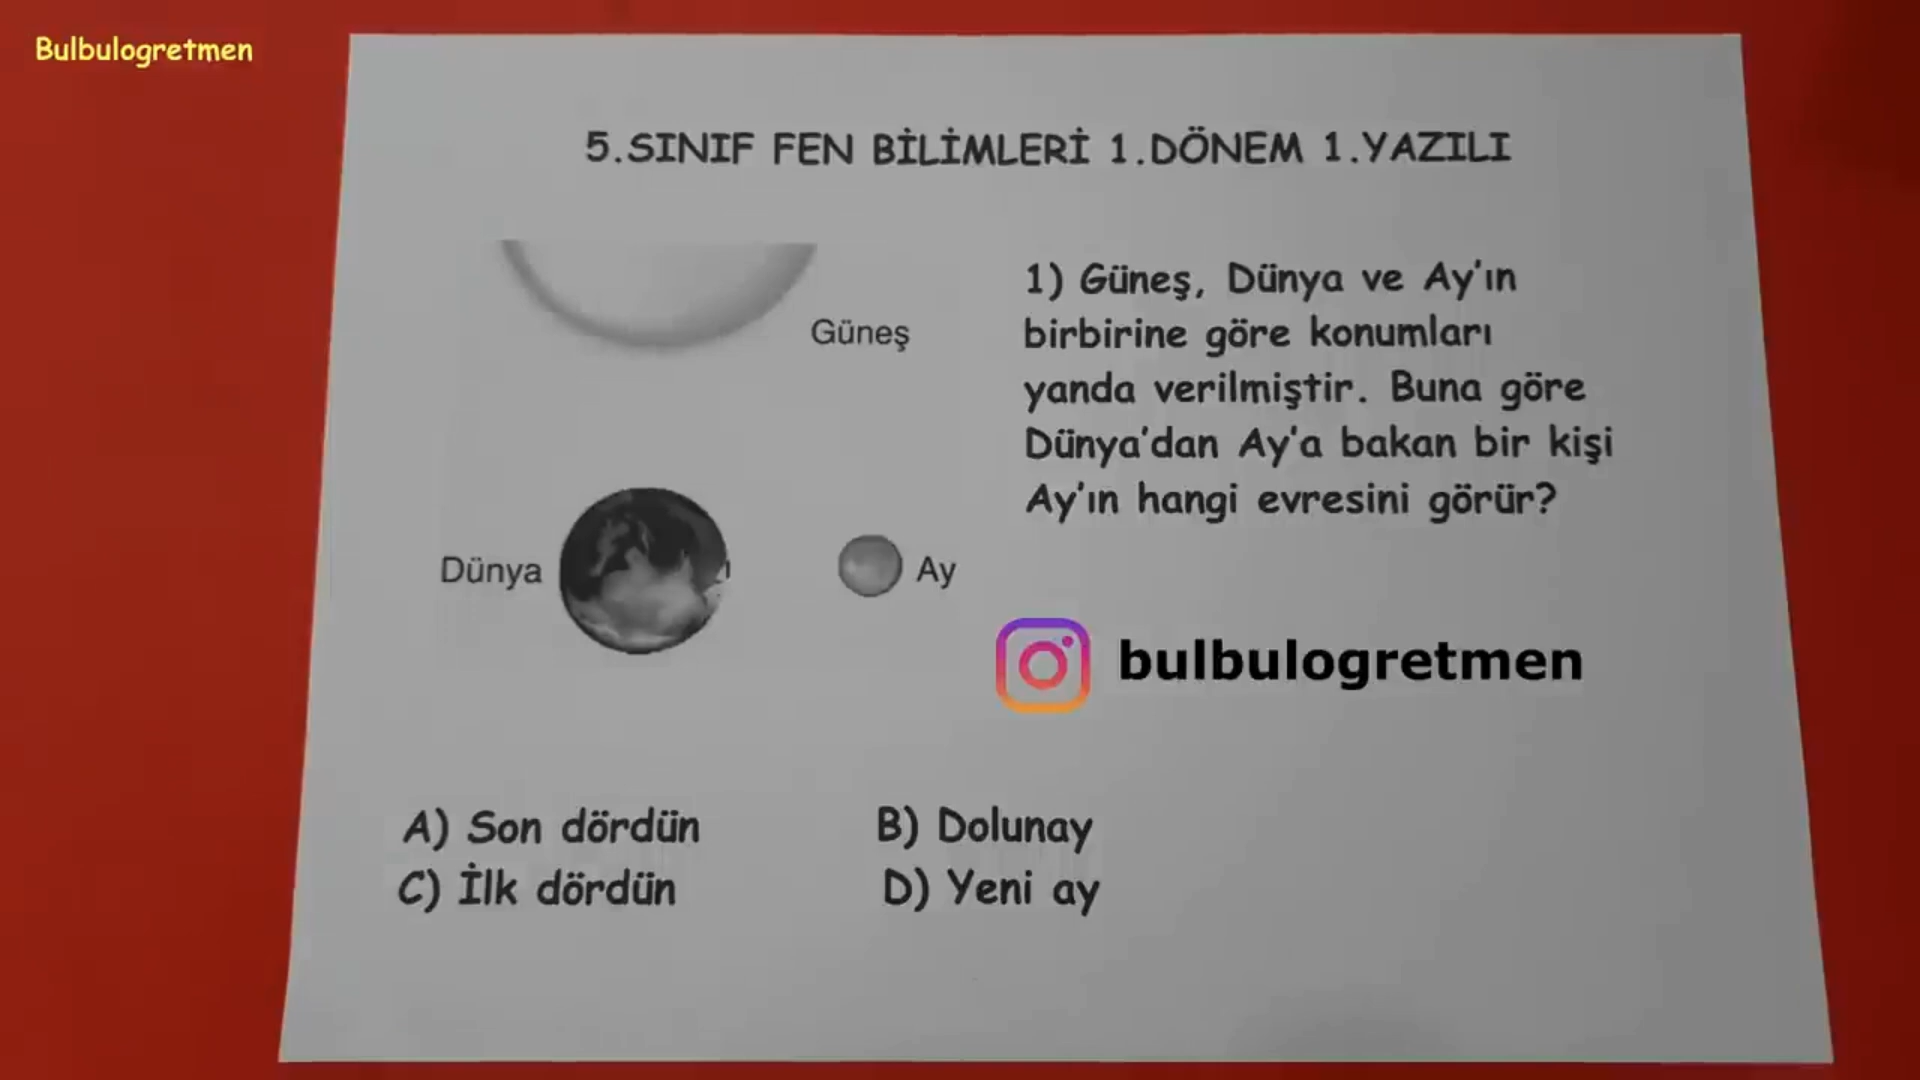 Bulbulogretmen
5.SINIF FEN BİLİMLERİ 1.DÖNEM 1.YAZILI
Güneş
Dünya
Ay
1) Güneş, Dünya ve Ay'ın
birbirine göre konumları
yanda verilmiştir. Buna göre
Dünya'dan Ay'a bakan bir kişi
Ay'ın hangi evresini görür?
bulbulogretmen
A) Son dördün
B) Dolunay
C) İlk dördün
D) Yeni ay